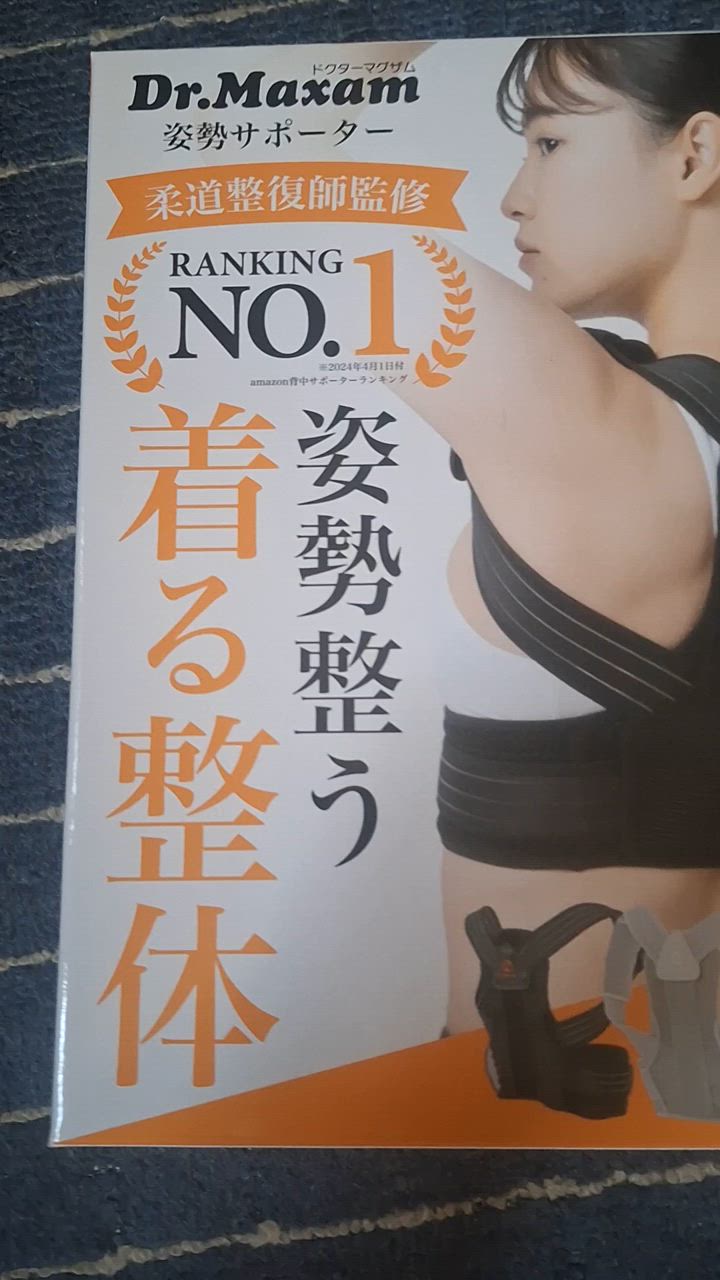 ドクターマグザム
Dr.Maxam
姿勢サポーター
柔道整復師監修
RANKING
NO.1
※2024年4月1日付
amazon背中サポーターランキング
姿勢整う
着る整体